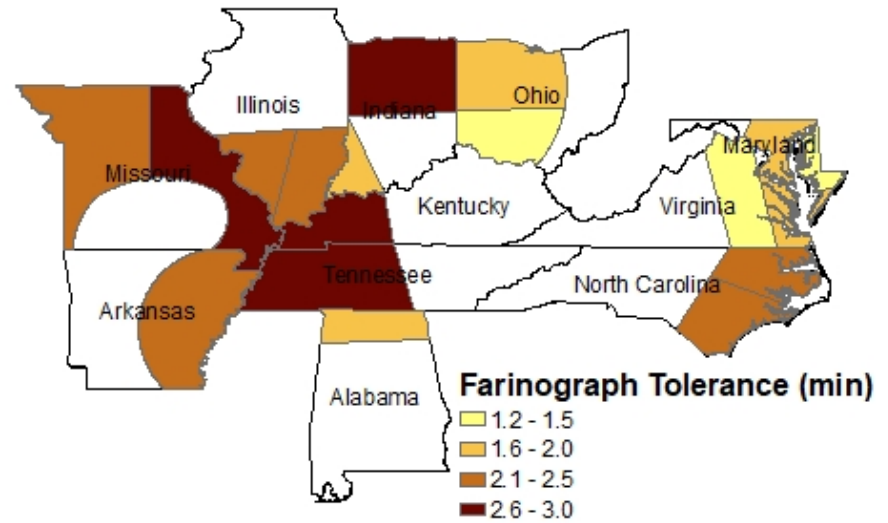 Illinois
Indiana
Ohio
Missouri
Maryland
Kentucky
Virginia
Tennessee
North Carolina
Arkansas
Alabama
Farinograph Tolerance (min)
1.2 - 1.5
1.6 - 2.0
2.1 - 2.5
2.6 - 3.0